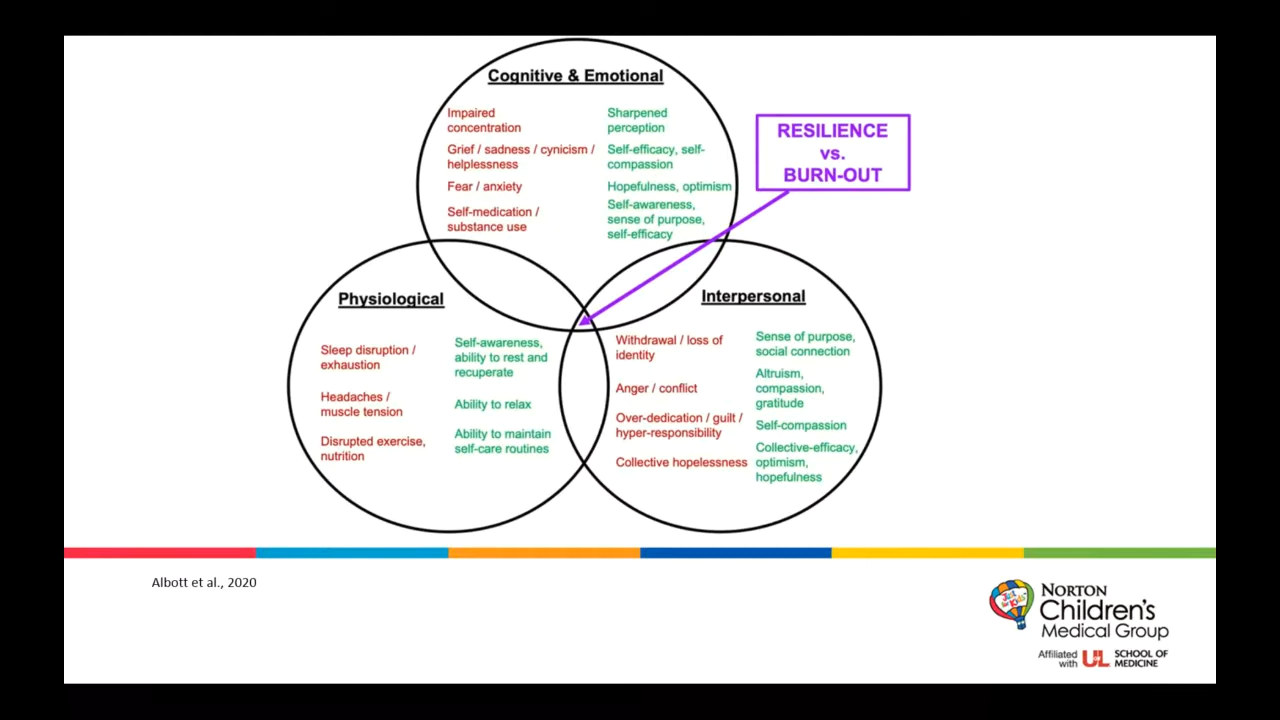 Cognitive & Emotional
Impaired
concentration
Grief / sadness / cynicism /
helplessness
Fear / anxiety
Self-medication /
substance use
Sharpened
perception
Self-efficacy, self-
compassion
Hopefulness, optimism
Self-awareness,
sense of purpose,
self-efficacy
RESILIENCE
vs.
BURN-OUT
Physiological
Sleep disruption /
exhaustion
Headaches /
muscle tension
Disrupted exercise,
nutrition
Self-awareness,
ability to rest and
recuperate
Ability to relax
Ability to maintain
self-care routines
Interpersonal
Withdrawal / loss of
identity
Anger / conflict
Over-dedication / guilt /
hyper-responsibility
Collective hopelessness
Sense of purpose,
social connection
Altruism,
compassion,
gratitude
Self-compassion
Collective-efficacy,
optimism,
hopefulness
Albott et al., 2020
Just
for Kids
NORTON
Children's
Medical Group
Affiliated
with
UL
SCHOOL OF
MEDICINE